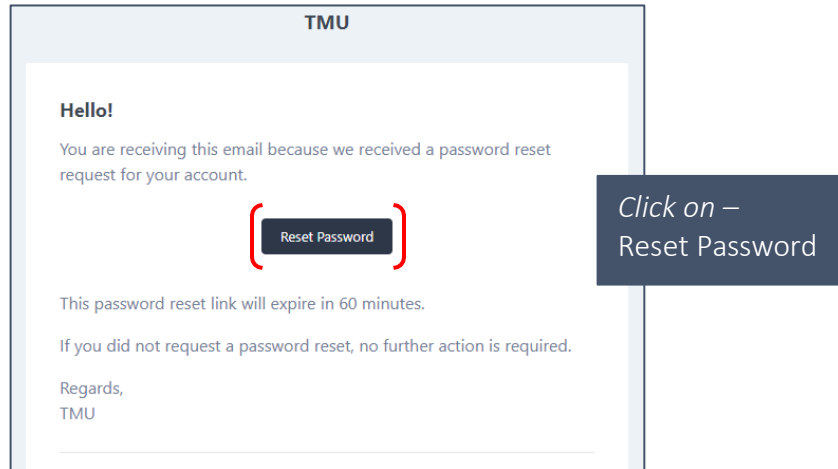 TMU
Hello!
You are receiving this email because we received a password reset
request for your account.
Reset Password
Click on –
Reset Password
This password reset link will expire in 60 minutes.
If you did not request a password reset, no further action is required.
Regards,
TMU